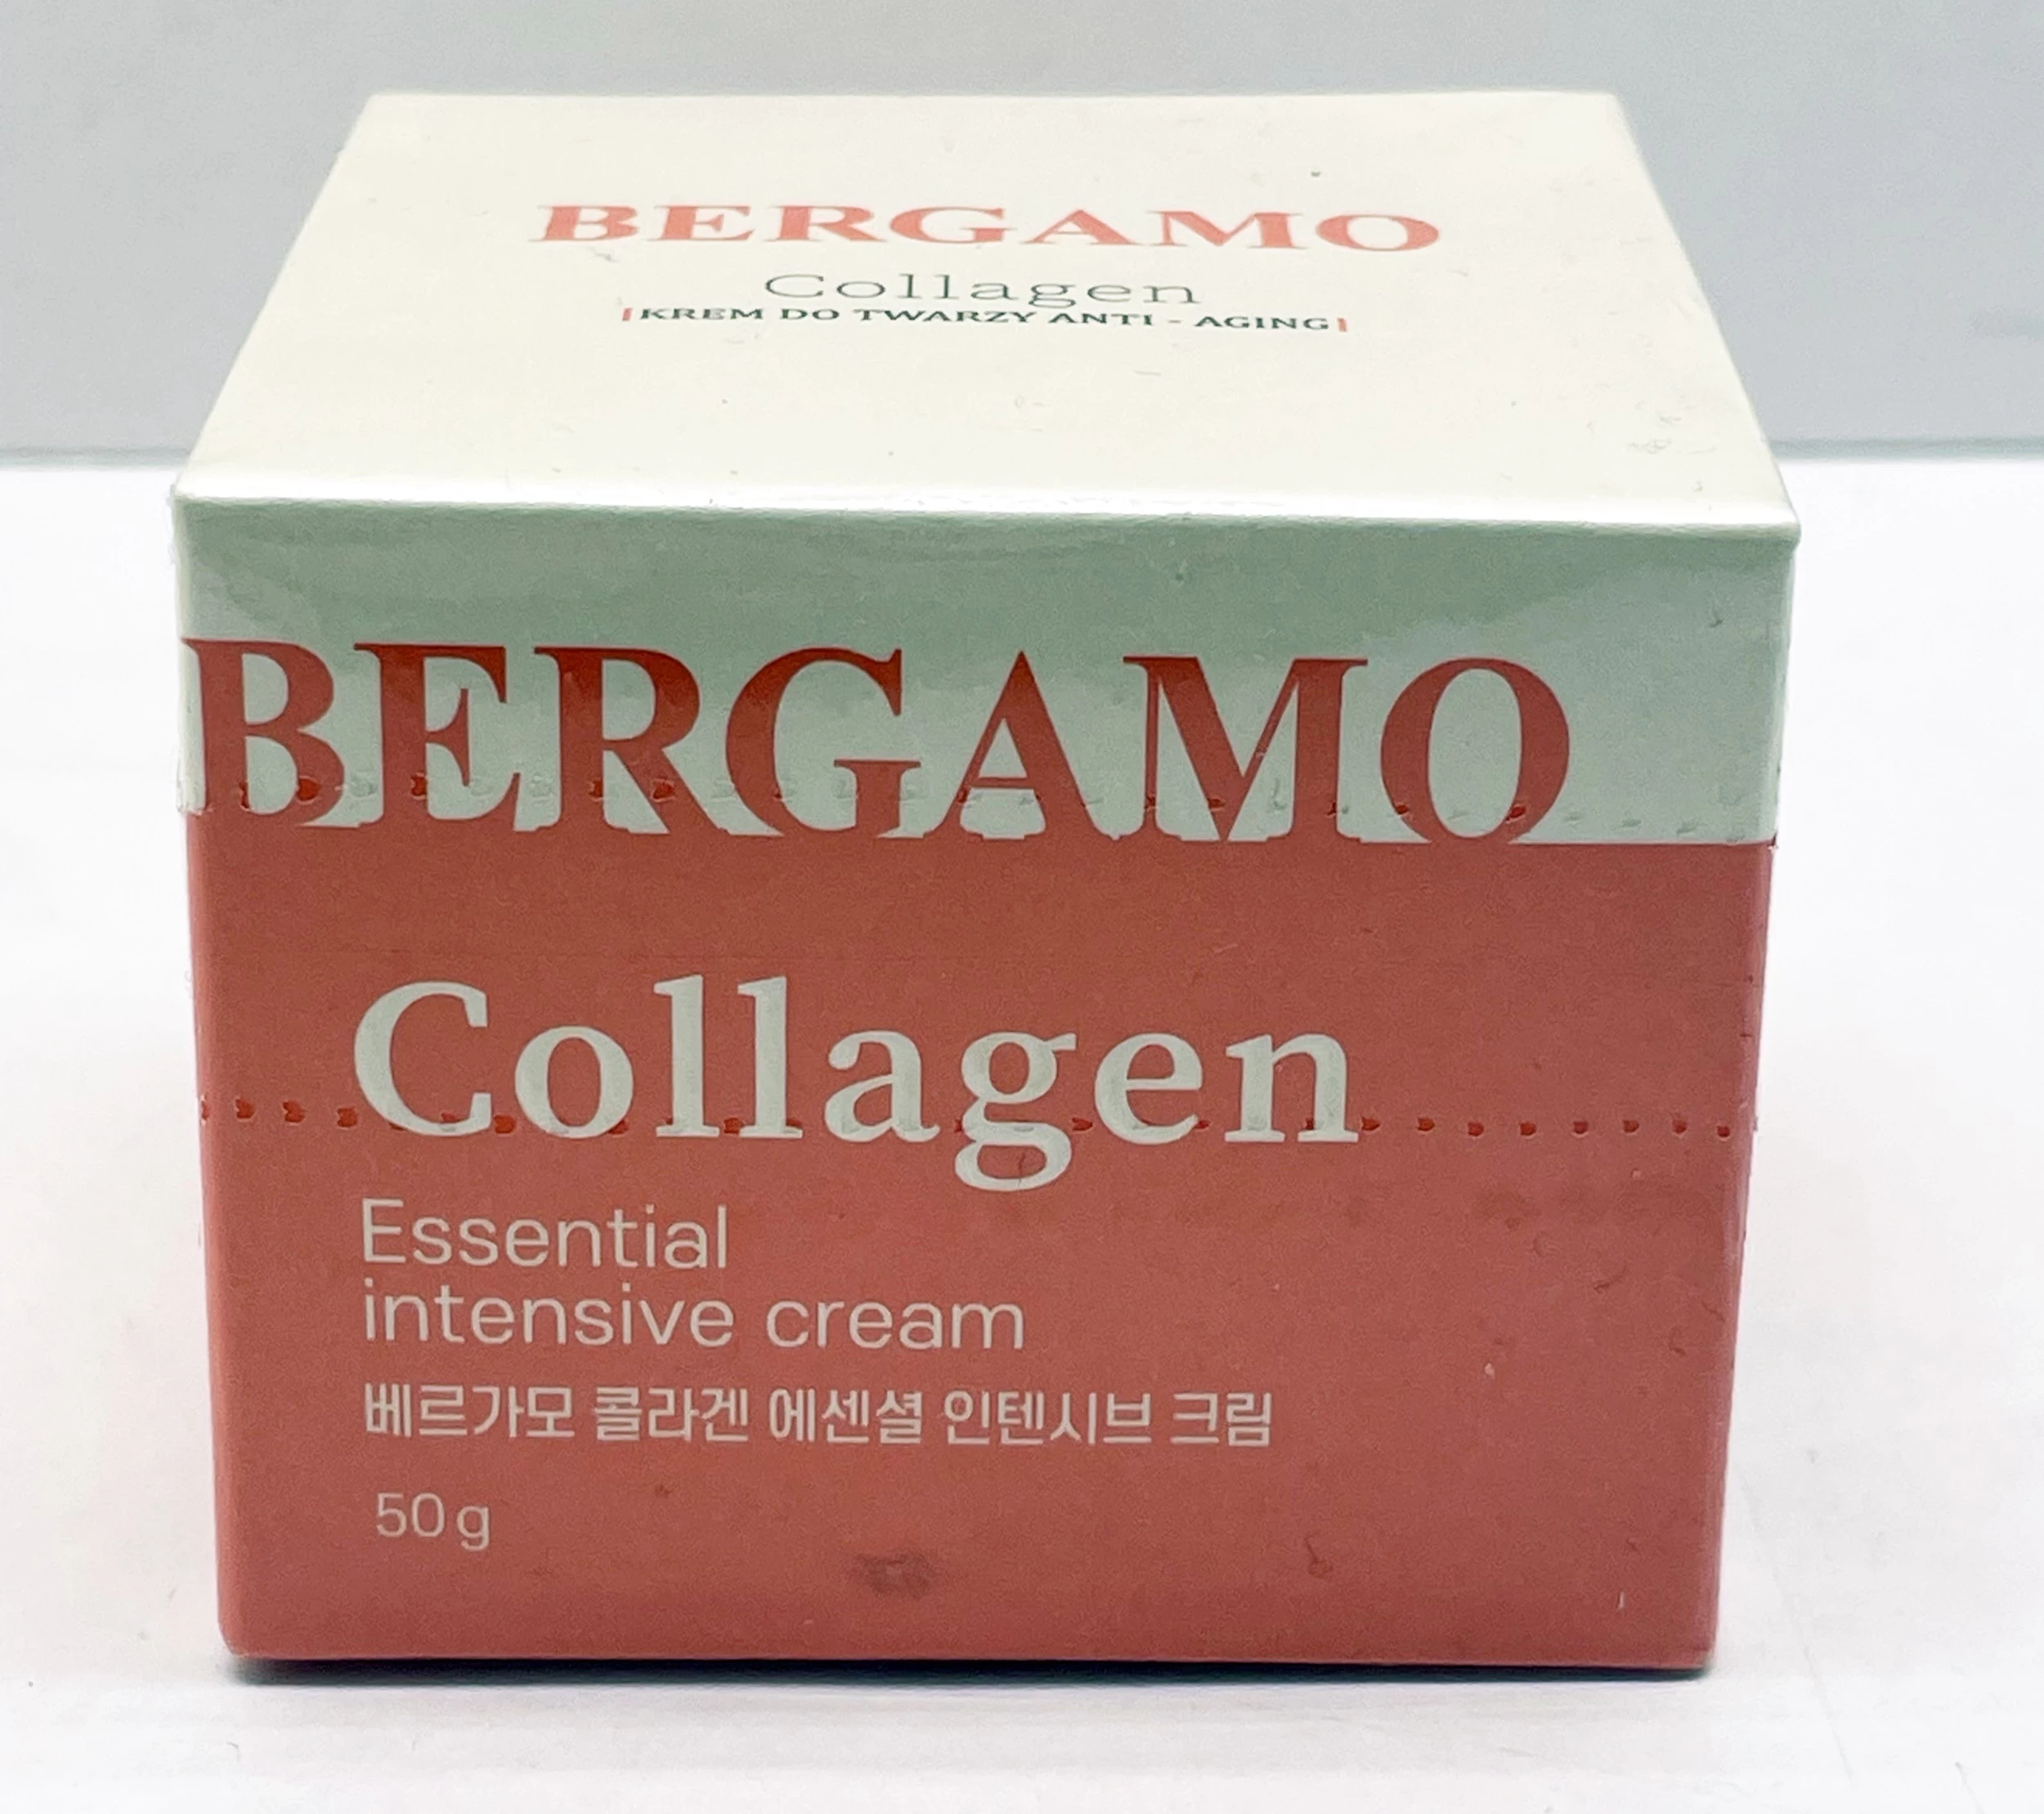 BERGAMO
Collagen
[KREM DO TWARZY ANTI - AGING]
BERGAMO
Collagen
Essential
intensive cream
베르가모 콜라겐 에센셜 인텐시브 크림
50 g